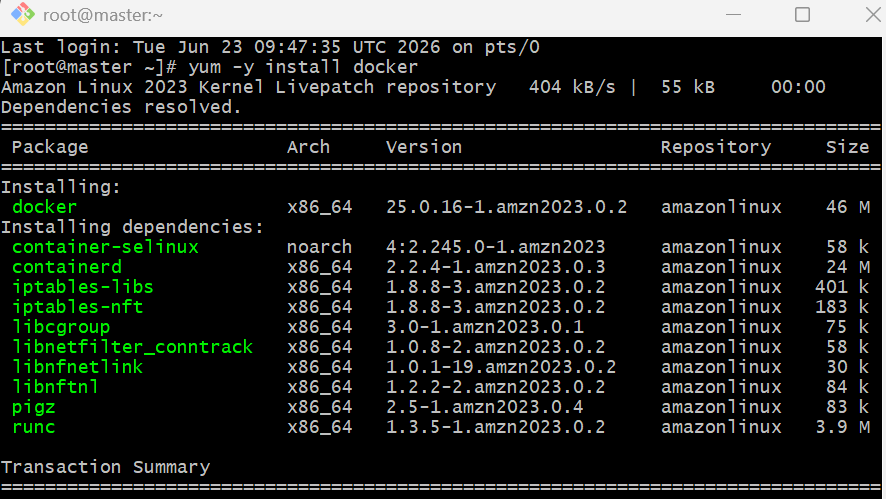 root@master:~
Last login: Tue Jun 23 09:47:35 UTC 2026 on pts/0
[root@master ~]# yum -y install docker
Amazon Linux 2023 Kernel Livepatch repository   404 kB/s |  55 kB     00:00
Dependencies resolved.
================================================================================
 Package                  Arch     Version                  Repository     Size
================================================================================
Installing:
 docker                   x86_64   25.0.16-1.amzn2023.0.2   amazonlinux    46 M
Installing dependencies:
 container-selinux        noarch   4:2.245.0-1.amzn2023     amazonlinux    58 k
 containerd               x86_64   2.2.4-1.amzn2023.0.3     amazonlinux    24 M
 iptables-libs            x86_64   1.8.8-3.amzn2023.0.2     amazonlinux   401 k
 iptables-nft             x86_64   1.8.8-3.amzn2023.0.2     amazonlinux   183 k
 libcgroup                x86_64   3.0-1.amzn2023.0.1       amazonlinux    75 k
 libnetfilter_conntrack   x86_64   1.0.8-2.amzn2023.0.2     amazonlinux    58 k
 libnfnetlink             x86_64   1.0.1-19.amzn2023.0.2    amazonlinux    30 k
 libnftnl                 x86_64   1.2.2-2.amzn2023.0.2     amazonlinux    84 k
 pigz                     x86_64   2.5-1.amzn2023.0.4       amazonlinux    83 k
 runc                     x86_64   1.3.5-1.amzn2023.0.2     amazonlinux   3.9 M

Transaction Summary
================================================================================